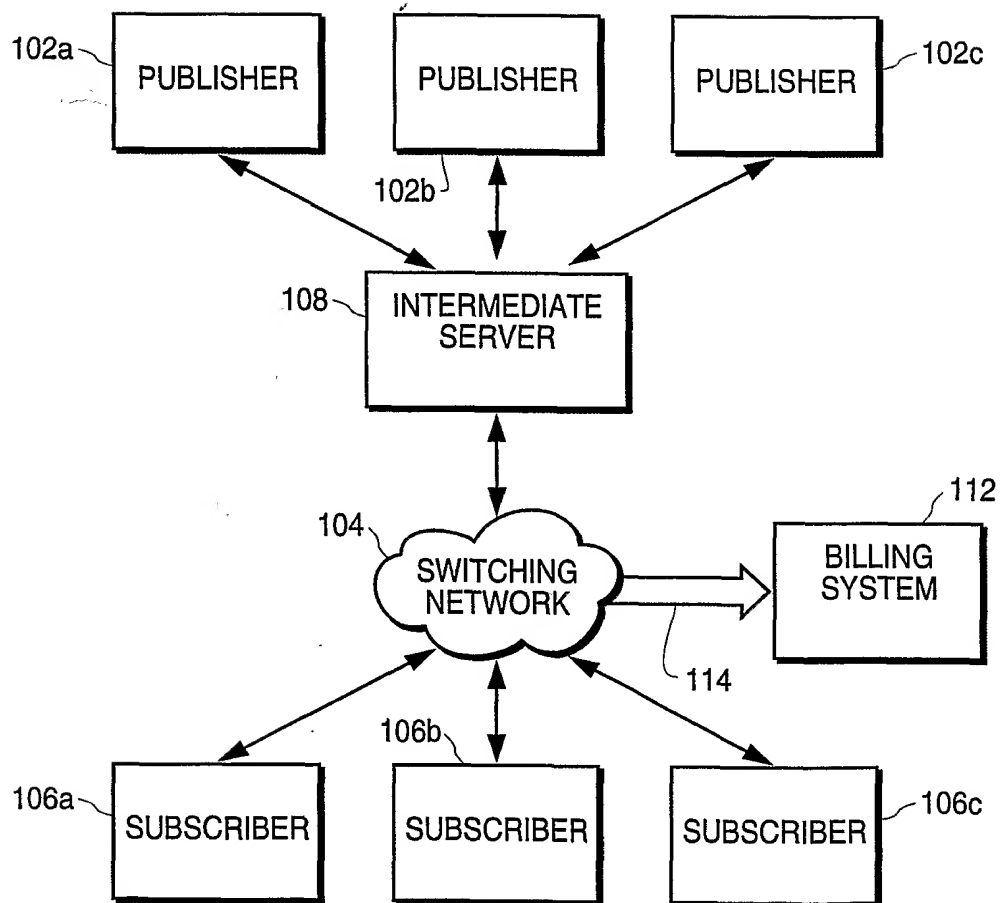 102a
PUBLISHER
PUBLISHER
PUBLISHER
102c
102b
108
INTERMEDIATE
SERVER
112
104
SWITCHING
NETWORK
BILLING
SYSTEM
114
106b
106a
SUBSCRIBER
SUBSCRIBER
SUBSCRIBER
106c